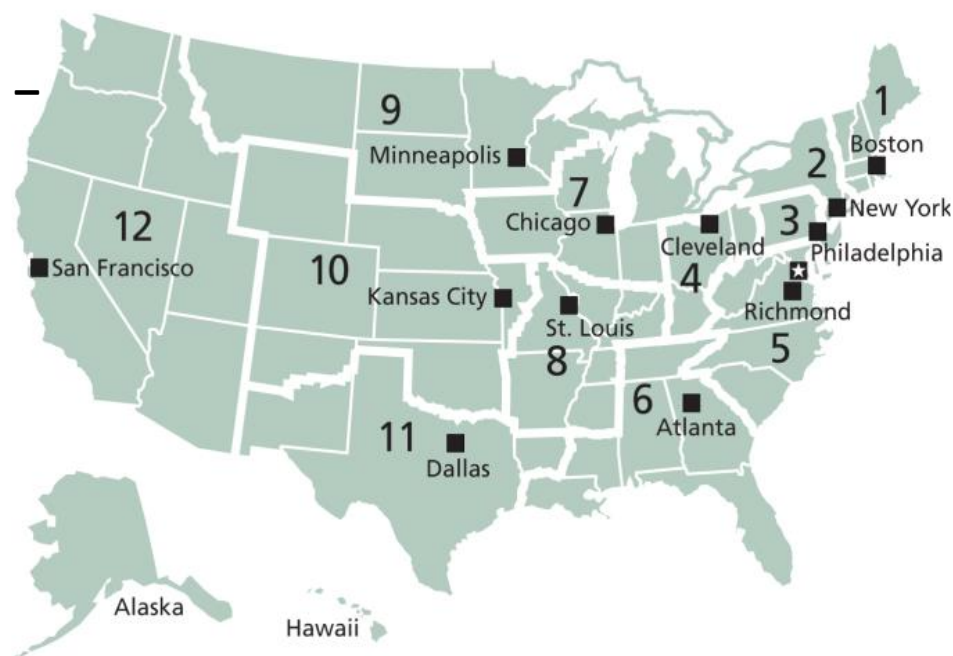 1
Boston
2
9
Minneapolis
7
Chicago
New York
3
12
Cleveland
Philadelphia
San Francisco
10
4
Kansas City
Richmond
St. Louis
5
8
6
Atlanta
11
Dallas
Alaska
Hawaii